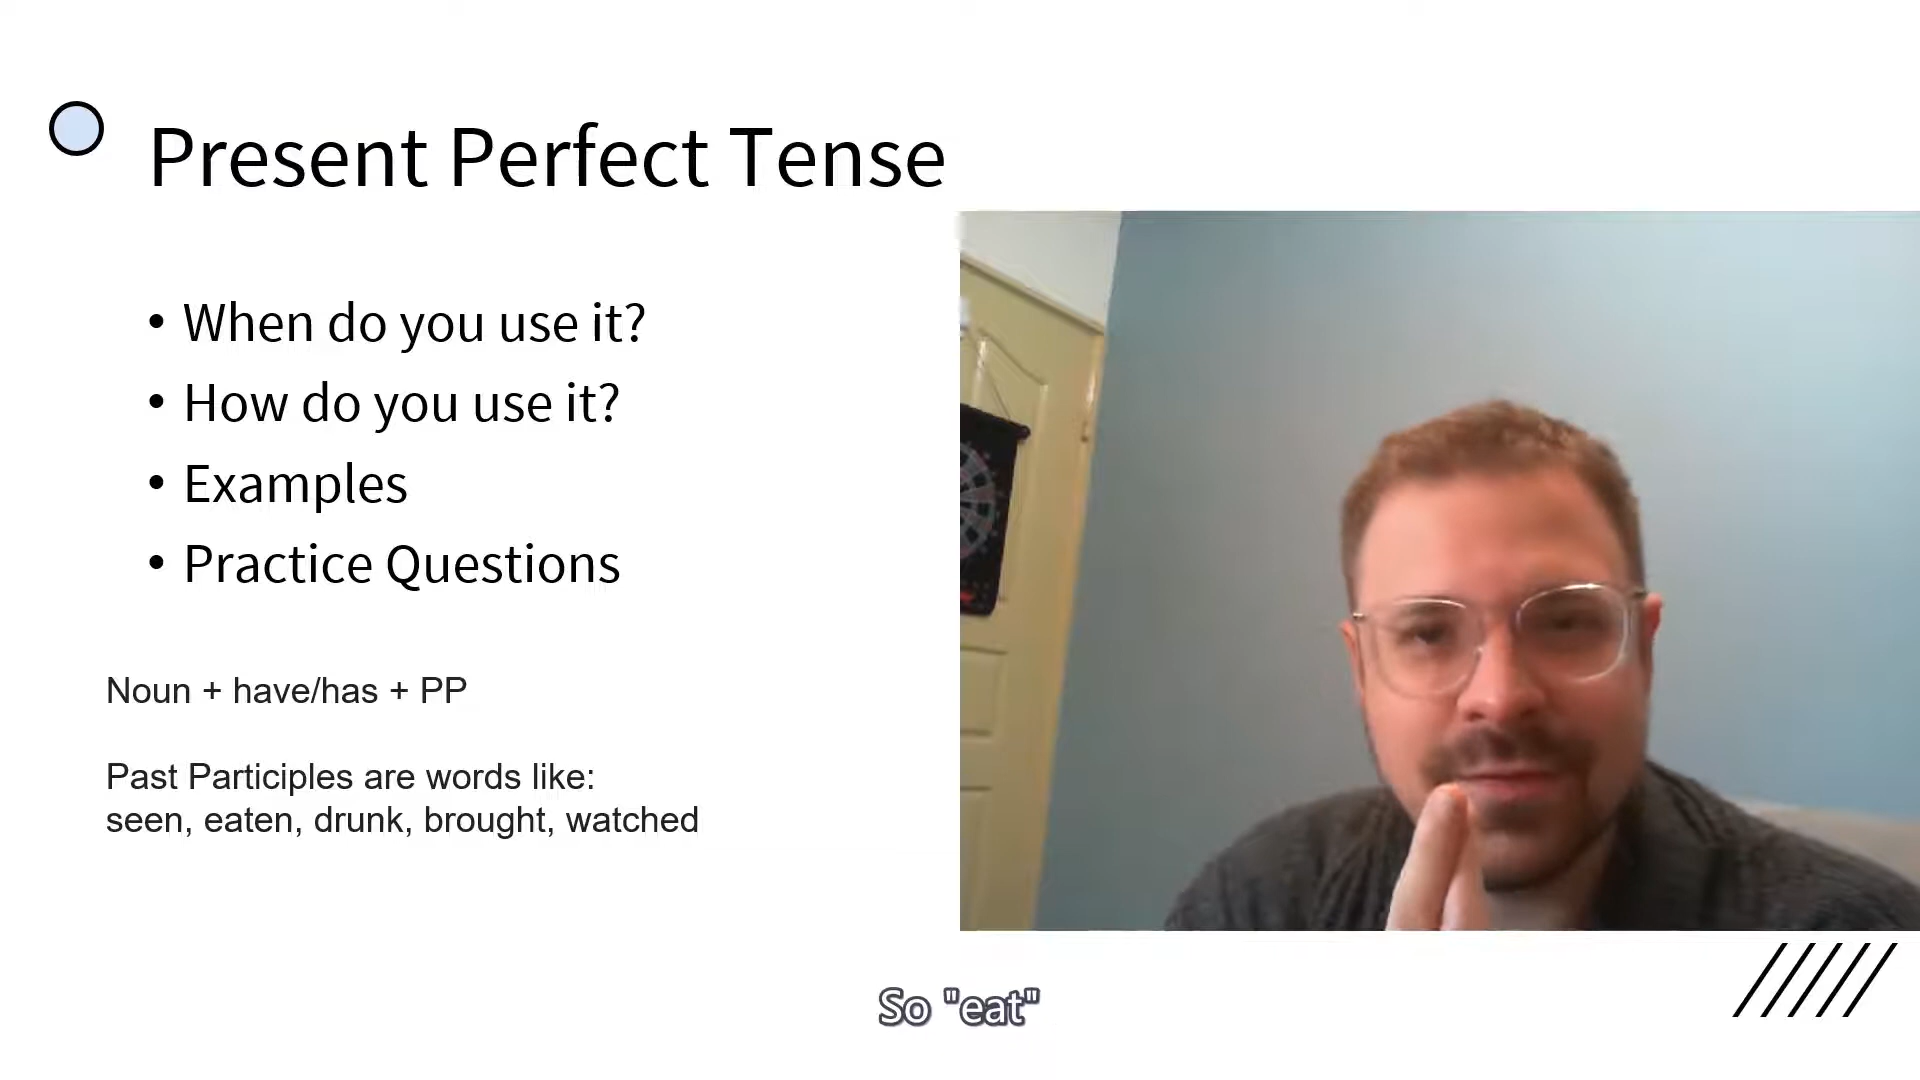 Present Perfect Tense
• When do you use it?
• How do you use it?
• Examples
• Practice Questions
Noun + have/has + PP
Past Participles are words like:
seen, eaten, drunk, brought, watched
So "eat"